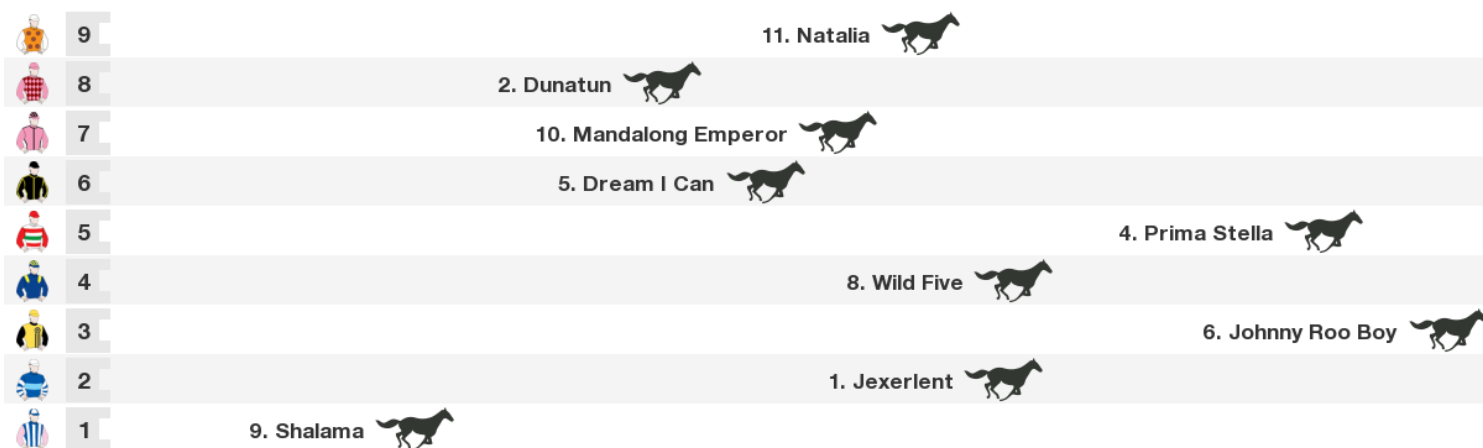 9 11. Natalia
8 2. Dunatun
7 10. Mandalong Emperor
6 5. Dream I Can
5 4. Prima Stella
4 8. Wild Five
3 6. Johnny Roo Boy
2 1. Jexerlent
1 9. Shalama